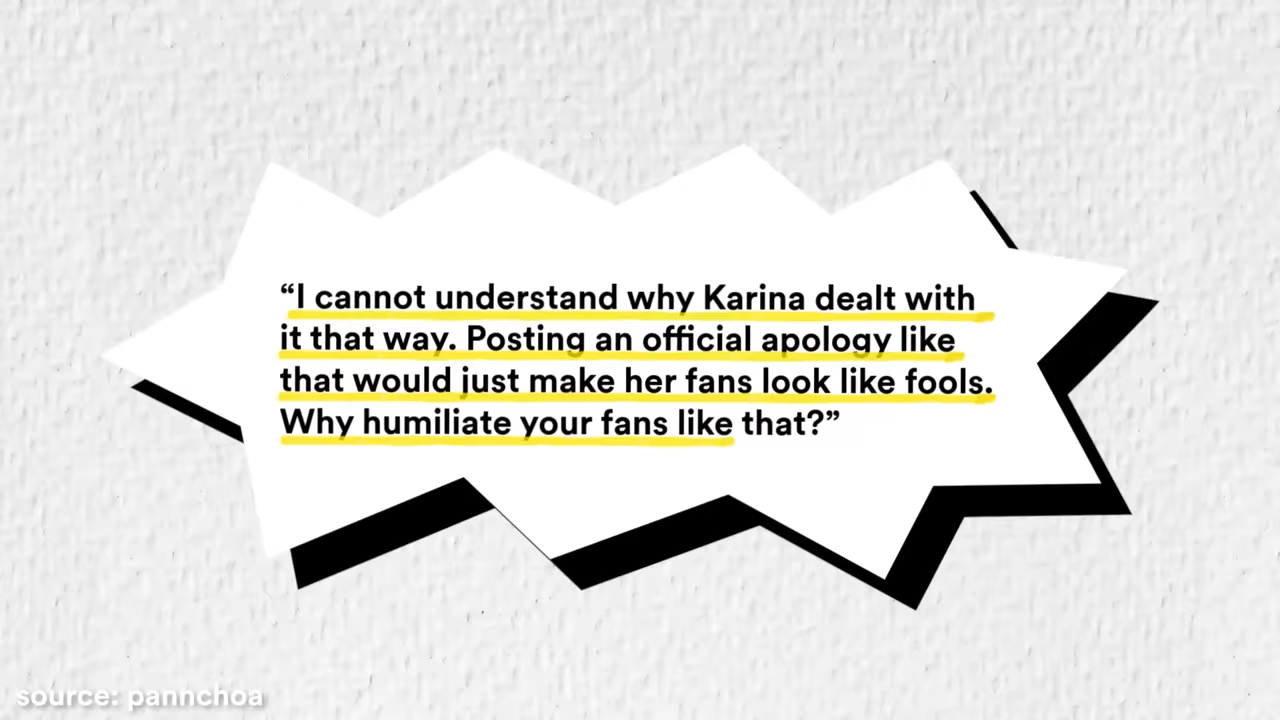 “I cannot understand why Karina dealt with
it that way. Posting an official apology like
that would just make her fans look like fools.
Why humiliate your fans like that?”
source: pannchoa